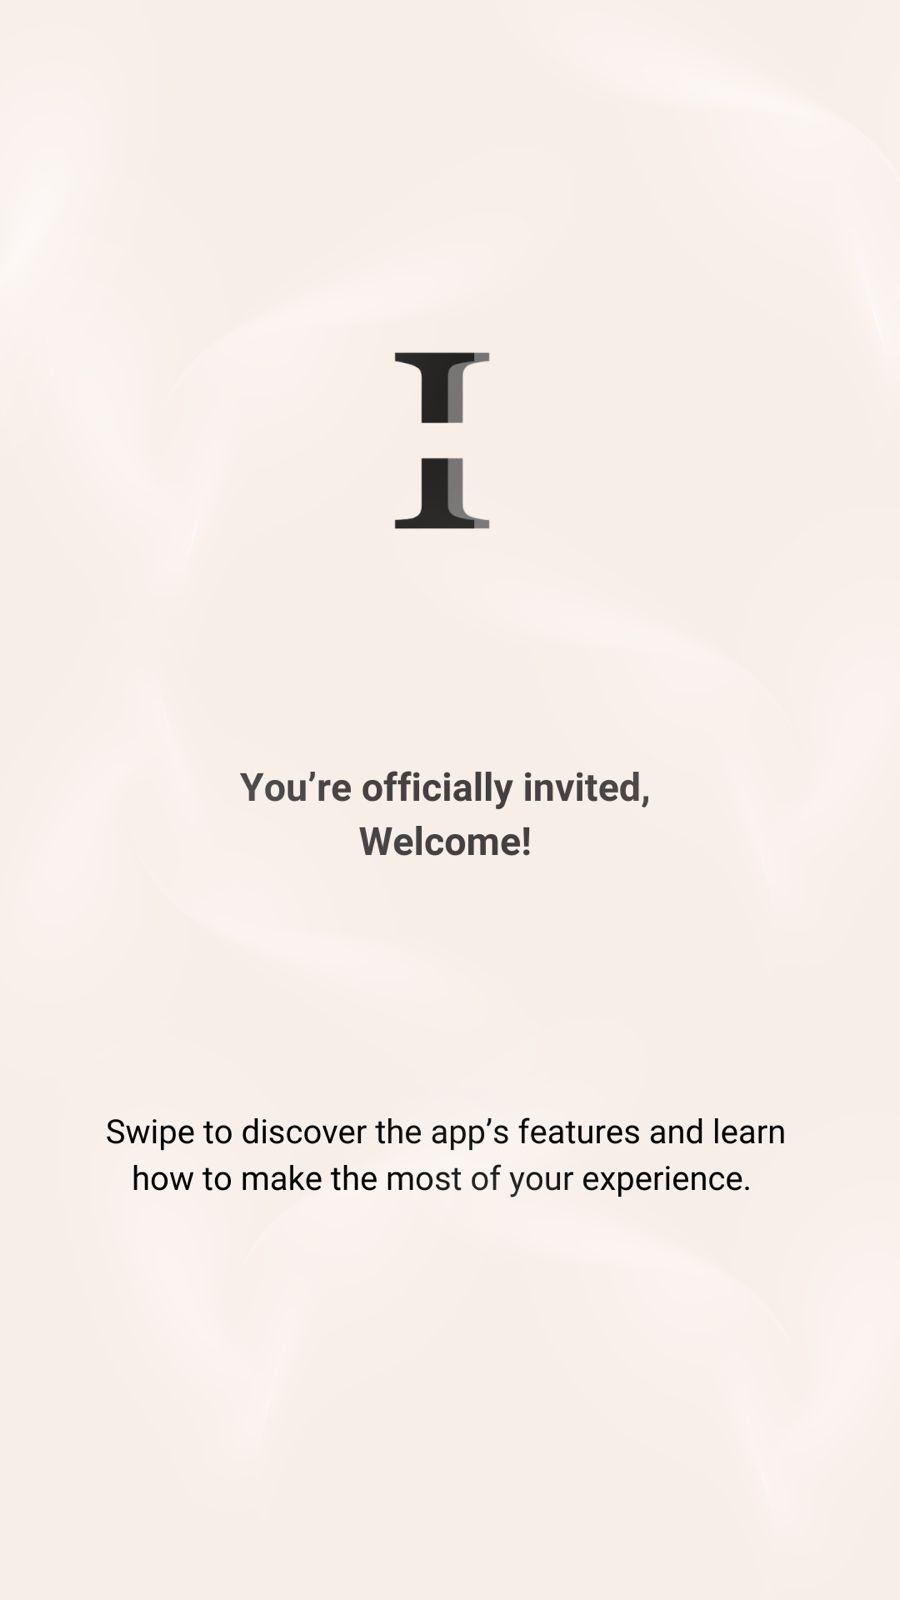 I
You’re officially invited,
Welcome!
Swipe to discover the app’s features and learn
how to make the most of your experience.